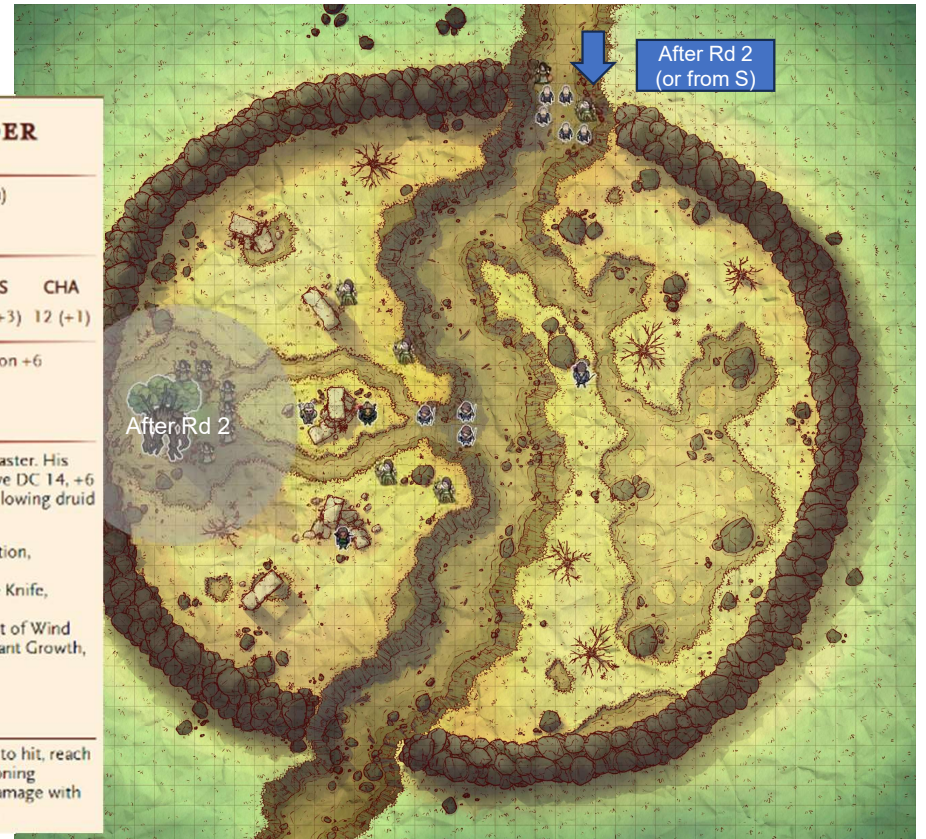 After Rd 2
(or from S)
ER
)
S CHA
+3) 12 (+1)
on +6
After Rd 2
aster. His
ve DC 14, +6
llowing druid
tion,
Knife,
t of Wind
ant Growth,
to hit, reach
oning
amage with